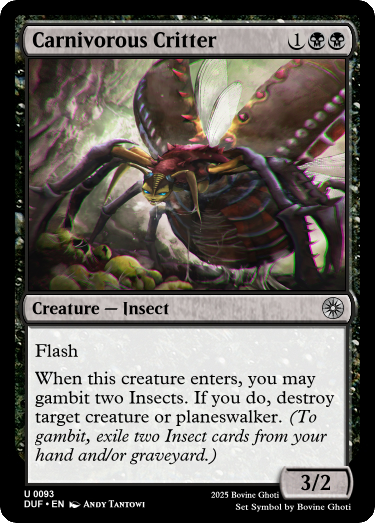 Carnivorous Critter 1
Creature — Insect
Flash
When this creature enters, you may
gambit two Insects. If you do, destroy
target creature or planeswalker. (To
gambit, exile two Insect cards from your
hand and/or graveyard.)
3/2
U 0093
DUF • EN Andy Tantowi
2025 Bovine Ghoti
Set Symbol by Bovine Ghoti